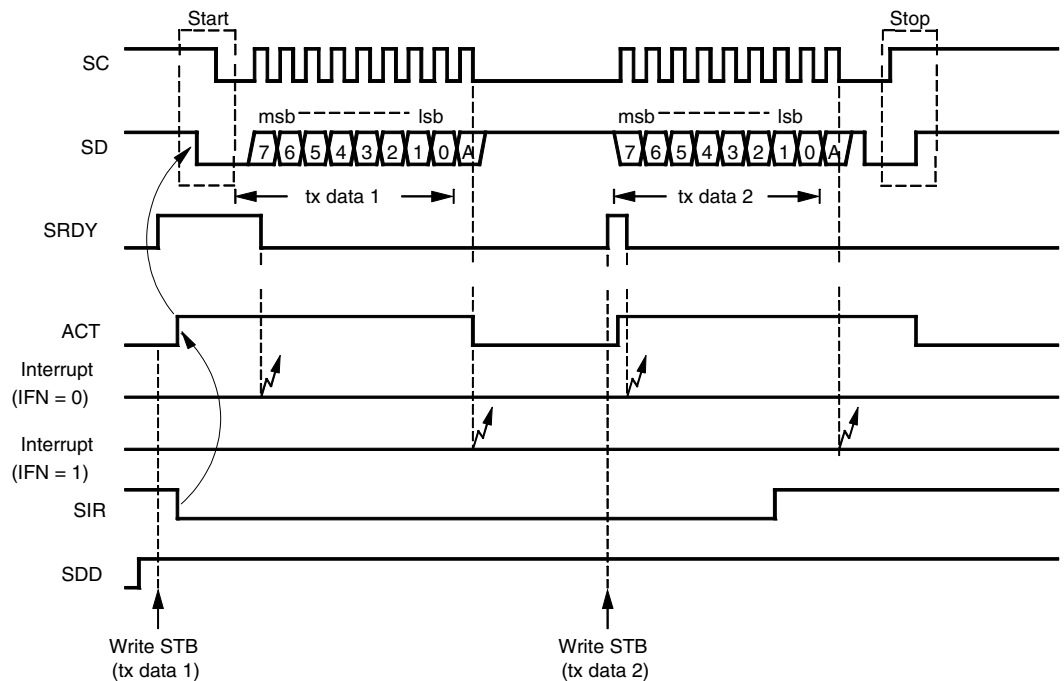 Start
Stop
SC
msb lsb
msb lsb
SD
7 6 5 4 3 2 1 0 A
7 6 5 4 3 2 1 0 A
tx data 1
tx data 2
SRDY
ACT
Interrupt
(IFN = 0)
Interrupt
(IFN = 1)
SIR
SDD
Write STB
(tx data 1)
Write STB
(tx data 2)